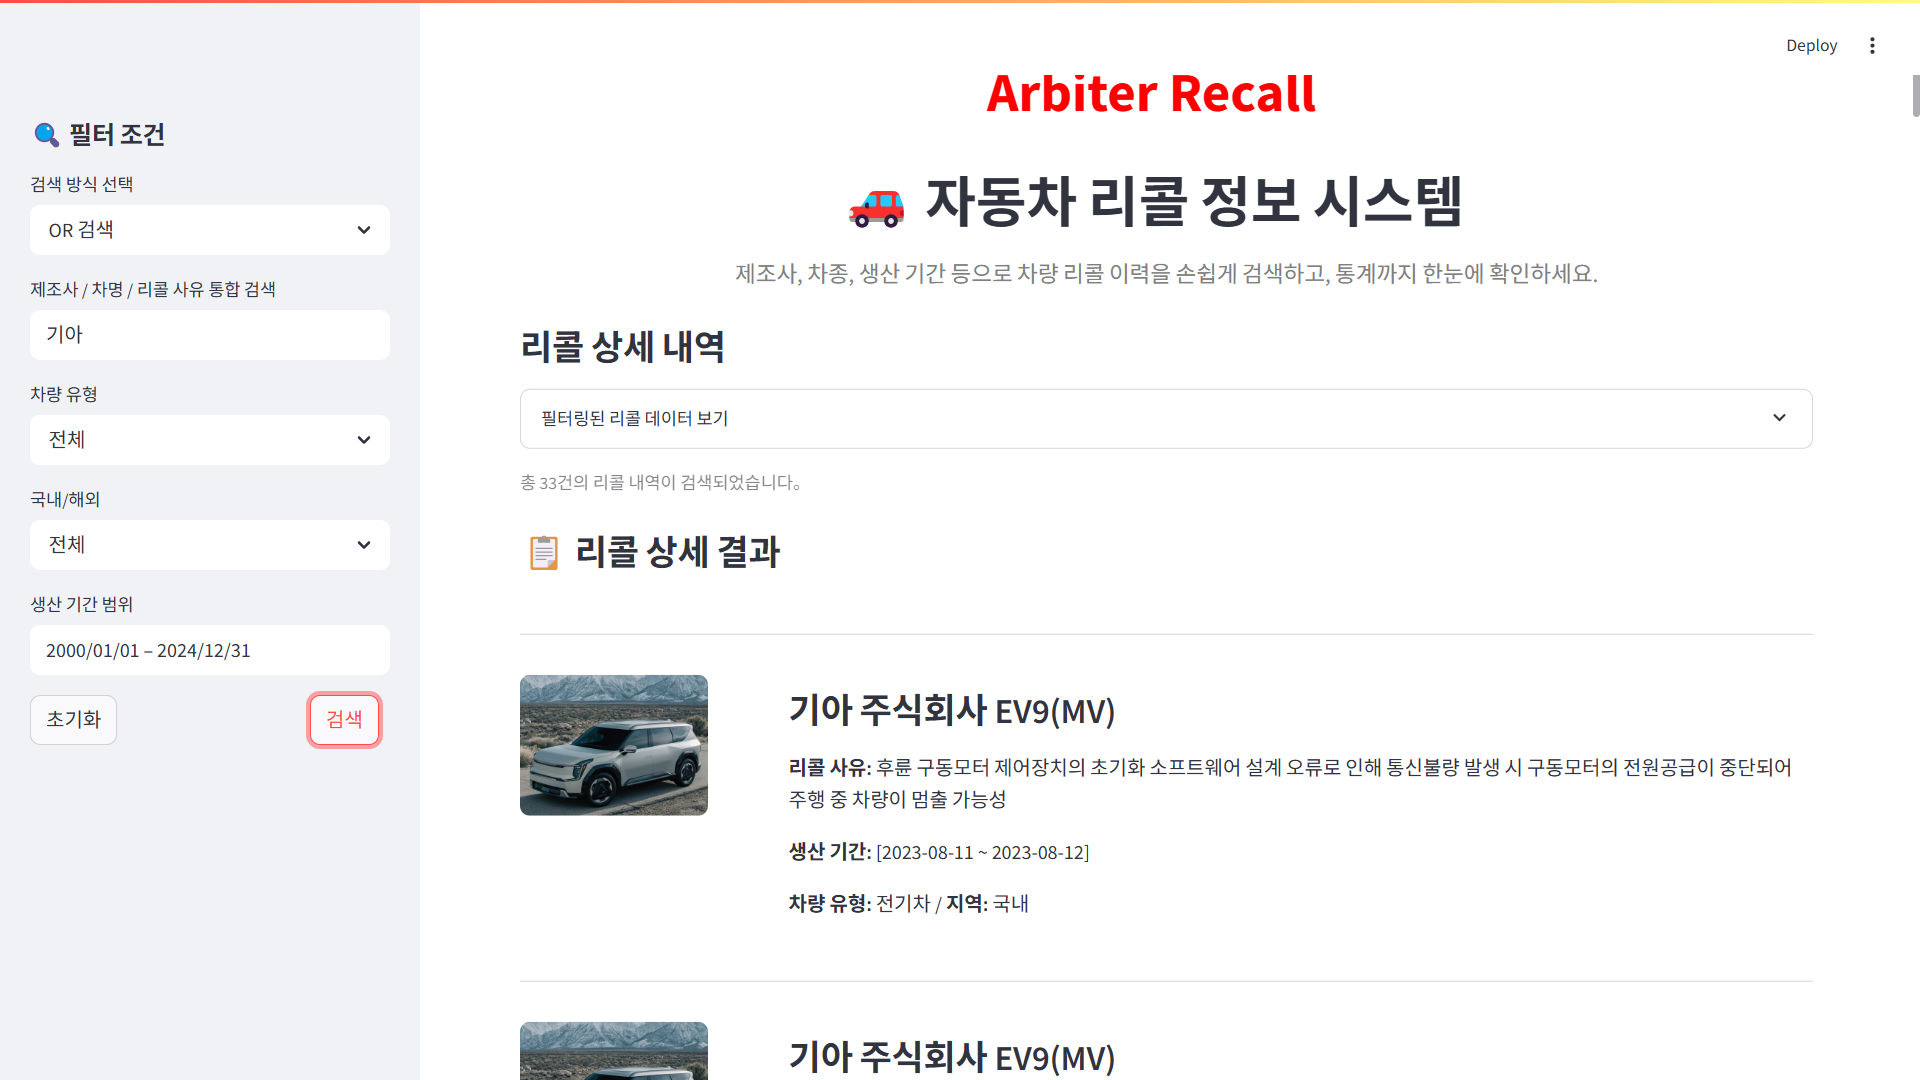 Deploy
Arbiter Recall
자동차 리콜 정보 시스템
제조사, 차종, 생산 기간 등으로 차량 리콜 이력을 손쉽게 검색하고, 통계까지 한눈에 확인하세요.
필터 조건
검색 방식 선택
OR 검색
제조사 / 차명 / 리콜 사유 통합 검색
기아
차량 유형
전체
국내/해외
전체
생산 기간 범위
2000/01/01 – 2024/12/31
초기화
검색
리콜 상세 내역
필터링된 리콜 데이터 보기
총 33건의 리콜 내역이 검색되었습니다.
리콜 상세 결과
기아 주식회사 EV9(MV)
리콜 사유: 후륜 구동모터 제어장치의 초기화 소프트웨어 설계 오류로 인해 통신불량 발생 시 구동모터의 전원공급이 중단되어
주행 중 차량이 멈출 가능성
생산 기간: [2023-08-11 ~ 2023-08-12]
차량 유형: 전기차 / 지역: 국내
기아 주식회사 EV9(MV)